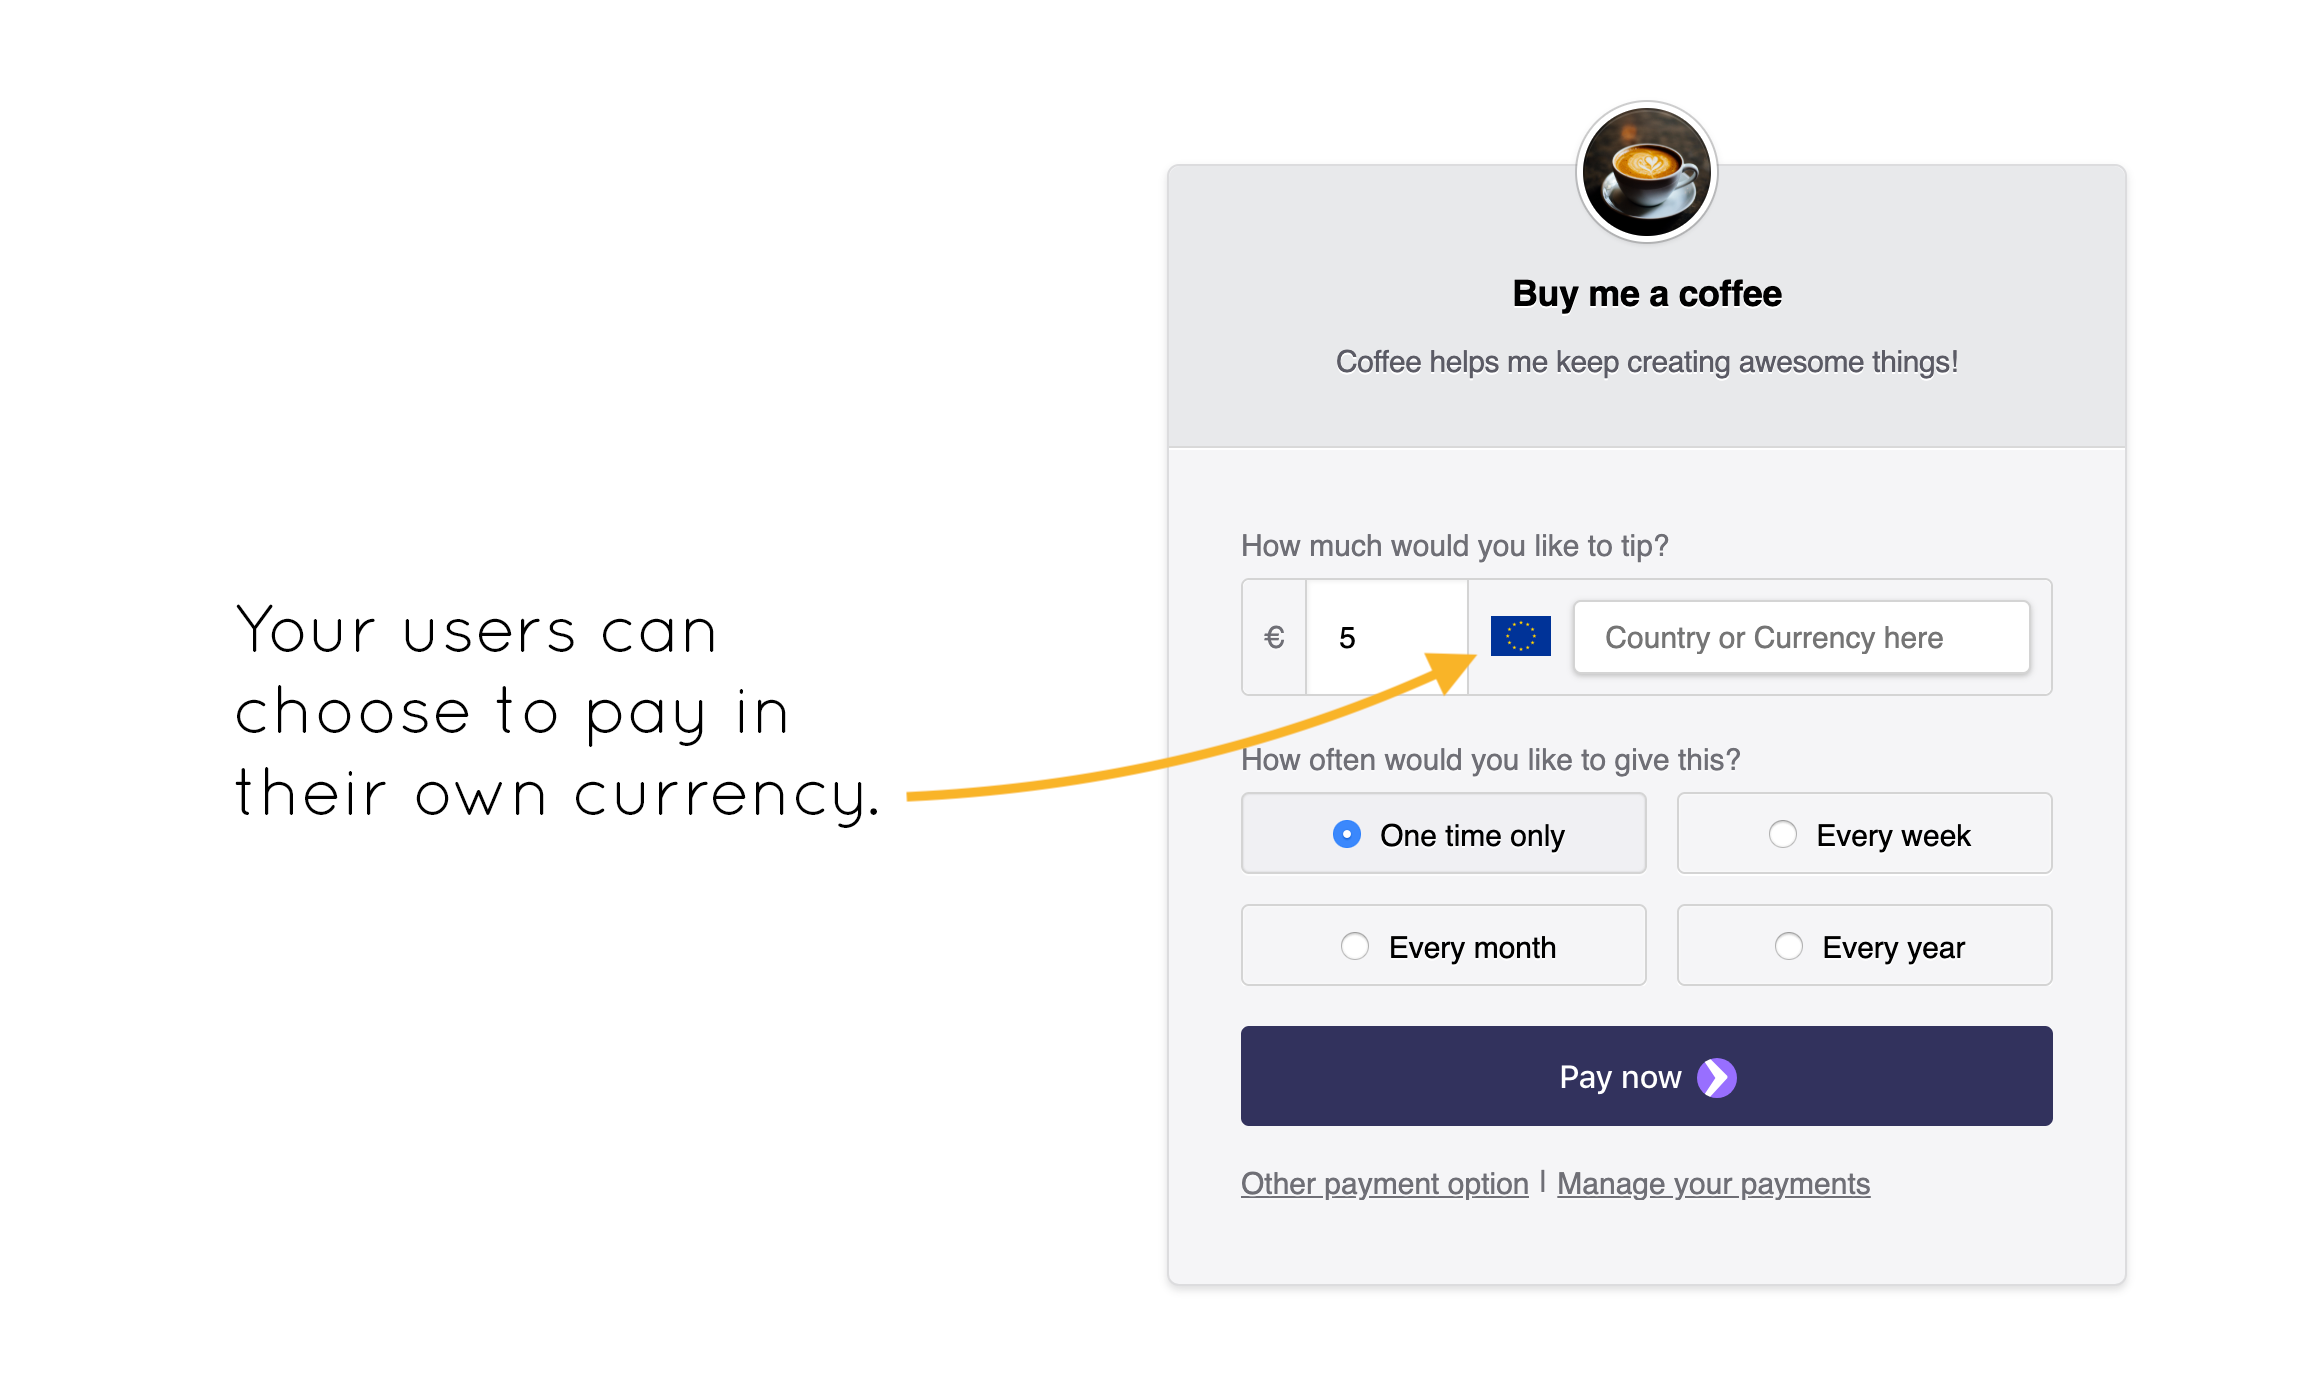 Your users can
choose to pay in
their own currency.
Buy me a coffee
Coffee helps me keep creating awesome things!
How much would you like to tip?
€ 5 Country or Currency here
How often would you like to give this?
One time only Every week
Every month Every year
Pay now
Other payment option | Manage your payments